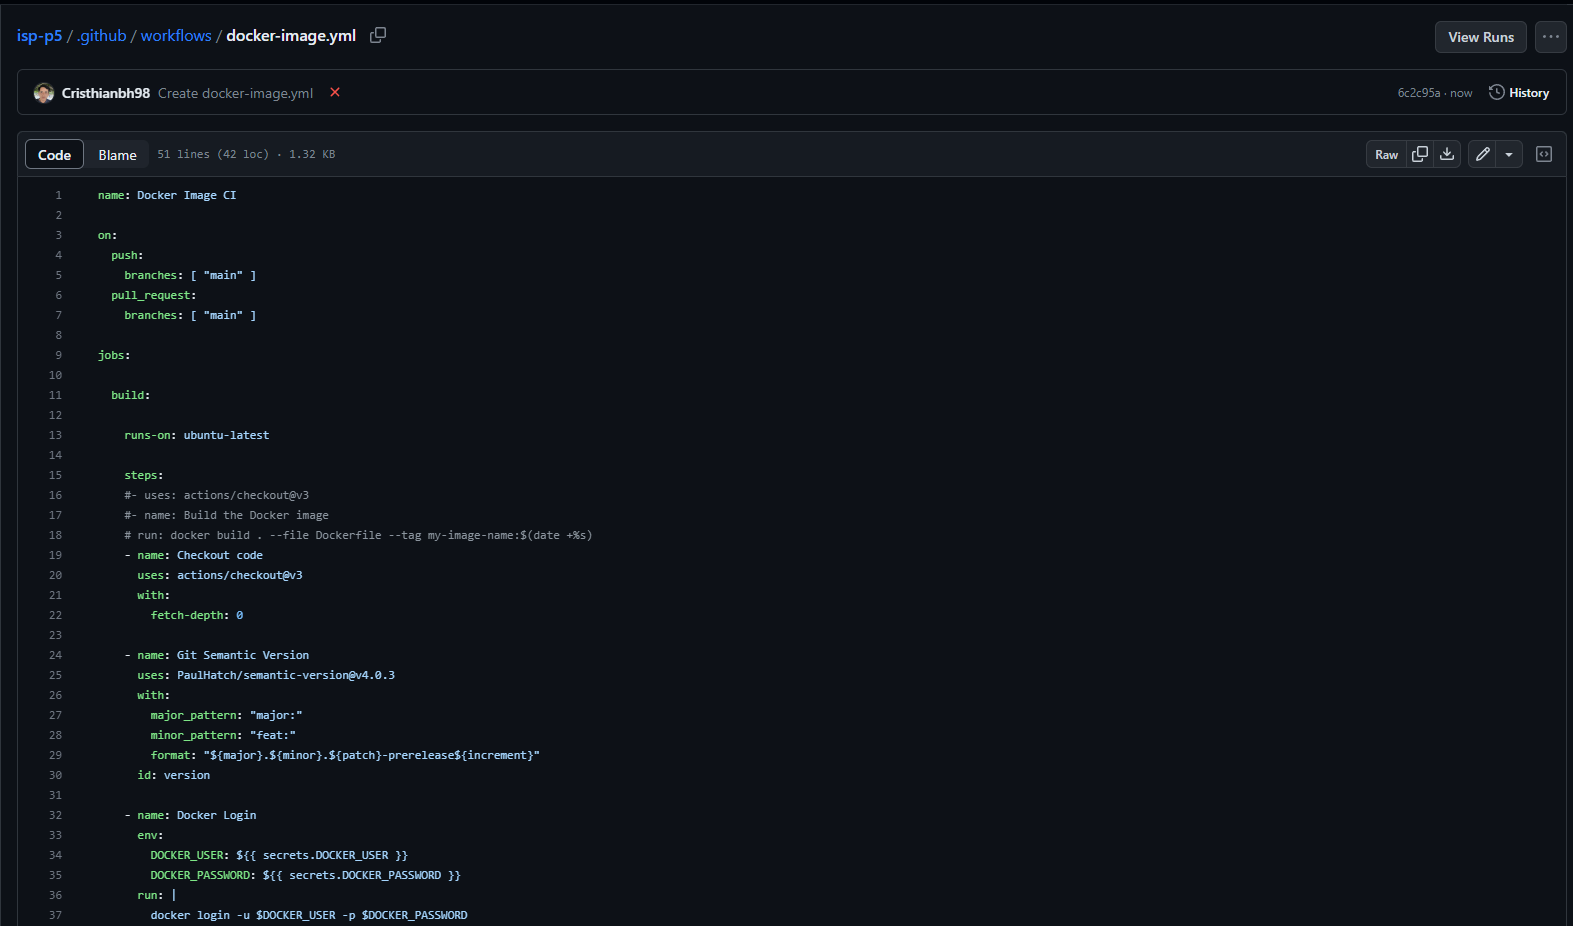 isp-p5 / .github / workflows / docker-image.yml
View Runs
Cristhianbh98 Create docker-image.yml
6c2c95a · now
History
Code Blame 51 lines (42 loc) · 1.32 KB
Raw
1 name: Docker Image CI
2
3 on:
4 push:
5 branches: [ "main" ]
6 pull_request:
7 branches: [ "main" ]
8
9 jobs:
10
11 build:
12
13 runs-on: ubuntu-latest
14
15 steps:
16 #- uses: actions/checkout@v3
17 #- name: Build the Docker image
18 # run: docker build . --file Dockerfile --tag my-image-name:$(date +%s)
19 - name: Checkout code
20 uses: actions/checkout@v3
21 with:
22 fetch-depth: 0
23
24 - name: Git Semantic Version
25 uses: PaulHatch/semantic-version@v4.0.3
26 with:
27 major_pattern: "major:"
28 minor_pattern: "feat:"
29 format: "${major}.${minor}.${patch}-prerelease${increment}"
30 id: version
31
32 - name: Docker Login
33 env:
34 DOCKER_USER: ${{ secrets.DOCKER_USER }}
35 DOCKER_PASSWORD: ${{ secrets.DOCKER_PASSWORD }}
36 run: |
37 docker login -u $DOCKER_USER -p $DOCKER_PASSWORD